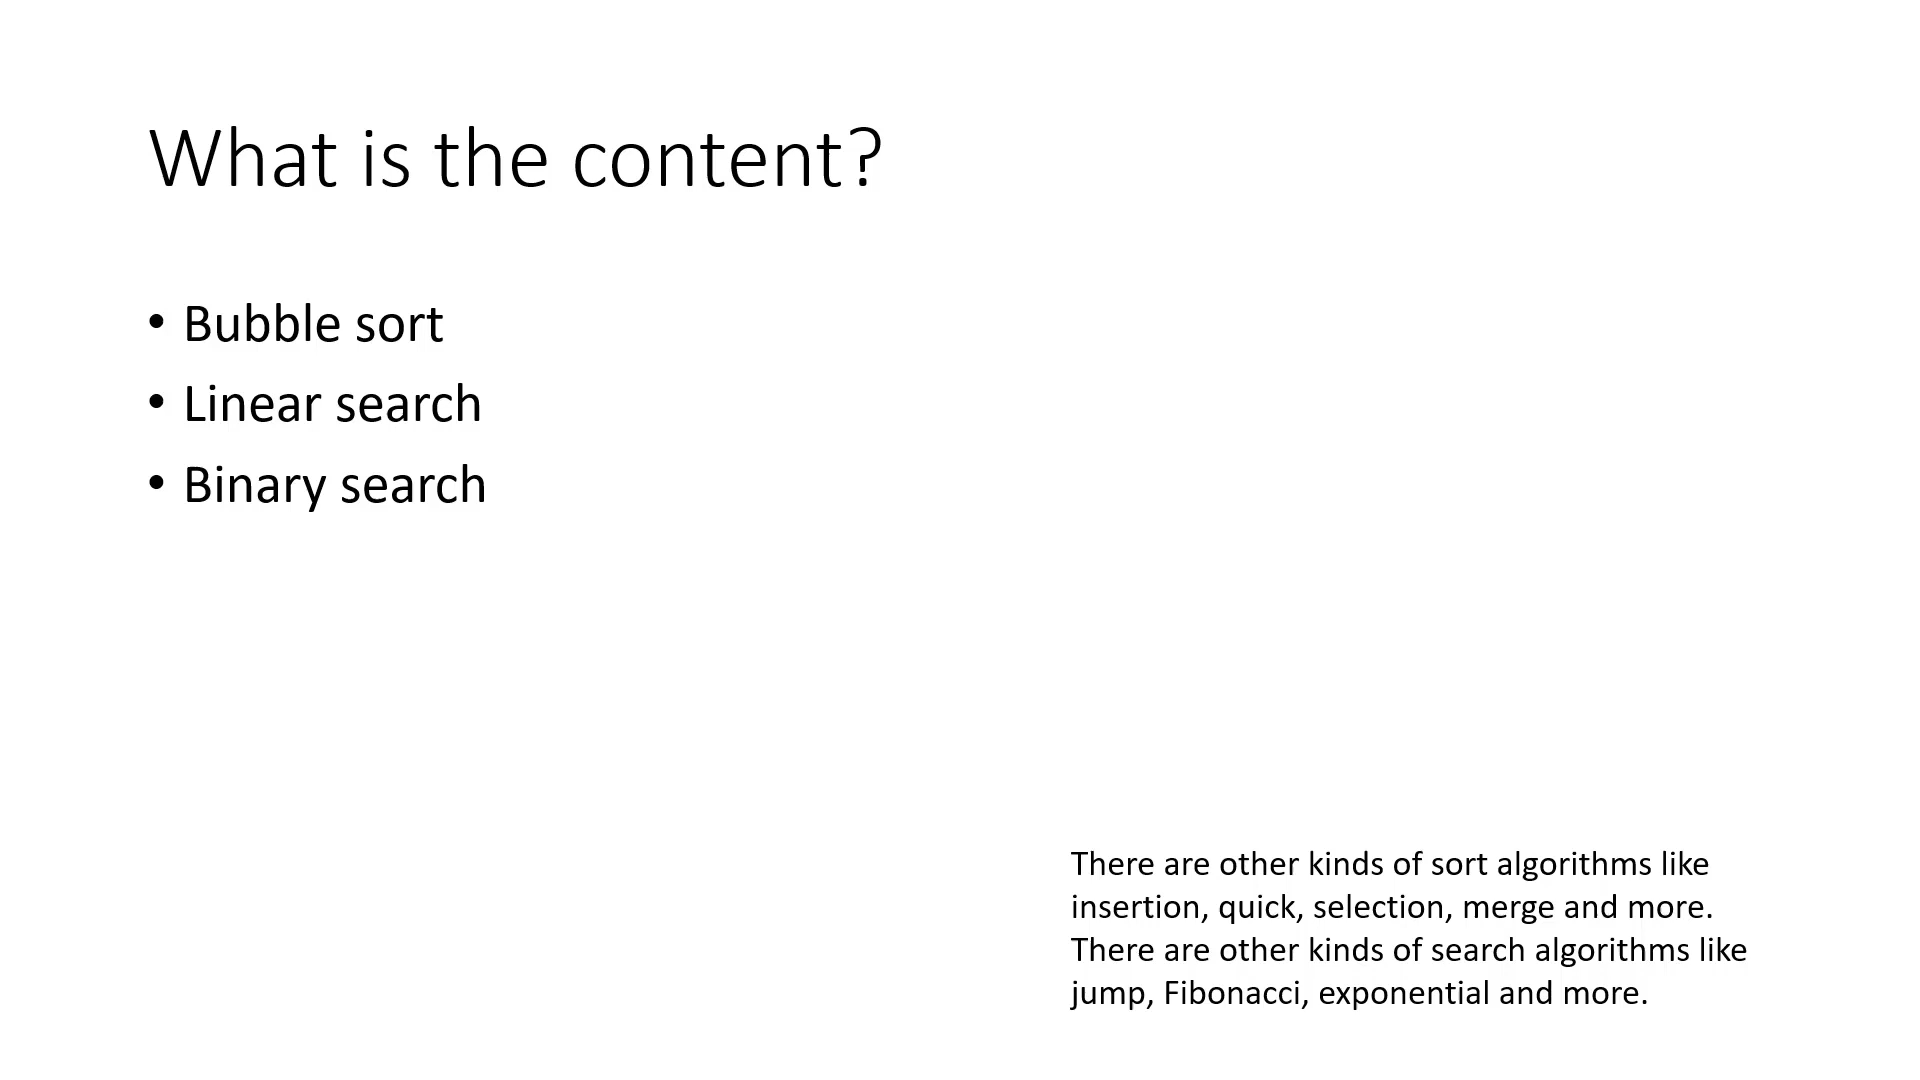 What is the content?
• Bubble sort
• Linear search
• Binary search
There are other kinds of sort algorithms like
insertion, quick, selection, merge and more.
There are other kinds of search algorithms like
jump, Fibonacci, exponential and more.